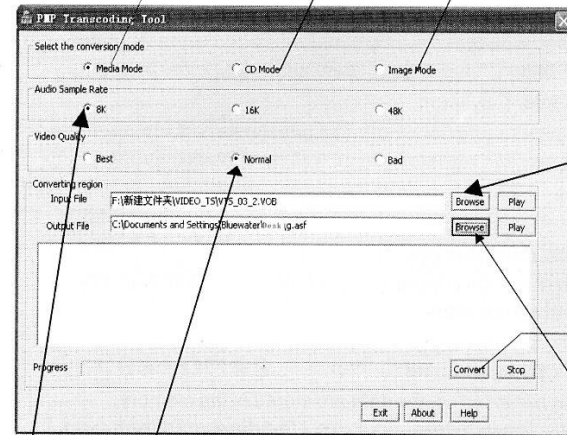 PMP Transcoding Tool
Select the conversion mode
Media Mode CD Mode Image Mode
Audio Sample Rate
8K 16K 48K
Video Quality
Best Normal Bad
Converting region
Input File F:\新建文件夹\VIDEO_TS\VTS_03_2.VOB Browse Play
Output File C:\Documents and Settings\Bluewater\Desk\g.asf Browse Play
Progress Convert Stop
Exit About Help